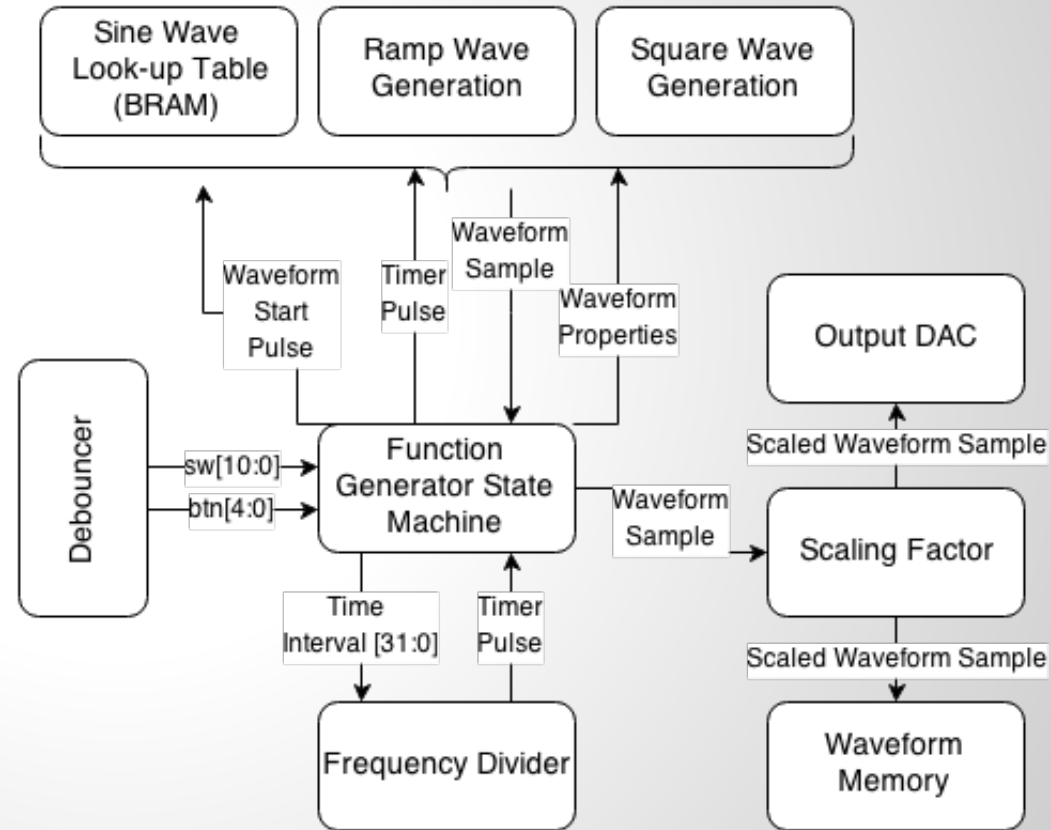 Sine Wave
Look-up Table
(BRAM)
Ramp Wave
Generation
Square Wave
Generation
Waveform
Start
Pulse
Timer
Pulse
Waveform
Sample
Waveform
Properties
Output DAC
Debouncer
sw[10:0]
btn[4:0]
Function
Generator State
Machine
Waveform
Sample
Scaled Waveform Sample
Scaling Factor
Scaled Waveform Sample
Time
Interval [31:0]
Timer
Pulse
Frequency Divider
Waveform
Memory